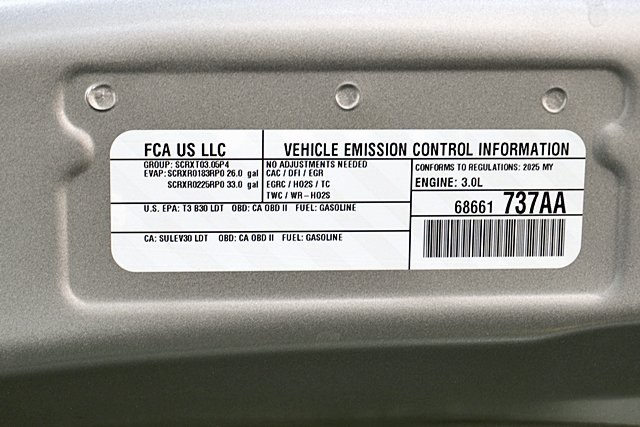 FCA US LLC
VEHICLE EMISSION CONTROL INFORMATION
GROUP: SCRXT03.05P4
EVAP: SCRXR0183RP0 26.0 gal
SCRXR0225RP0 33.0 gal
NO ADJUSTMENTS NEEDED
CAC / DFI / EGR
EGRC / HO2S / TC
TWC / WR-HO2S
CONFORMS TO REGULATIONS: 2025 MY
ENGINE: 3.0L
U.S. EPA: T3 B30 LDT OBD: CA OBD II FUEL: GASOLINE
68661 737AA
CA: SULEV30 LDT OBD: CA OBD II FUEL: GASOLINE